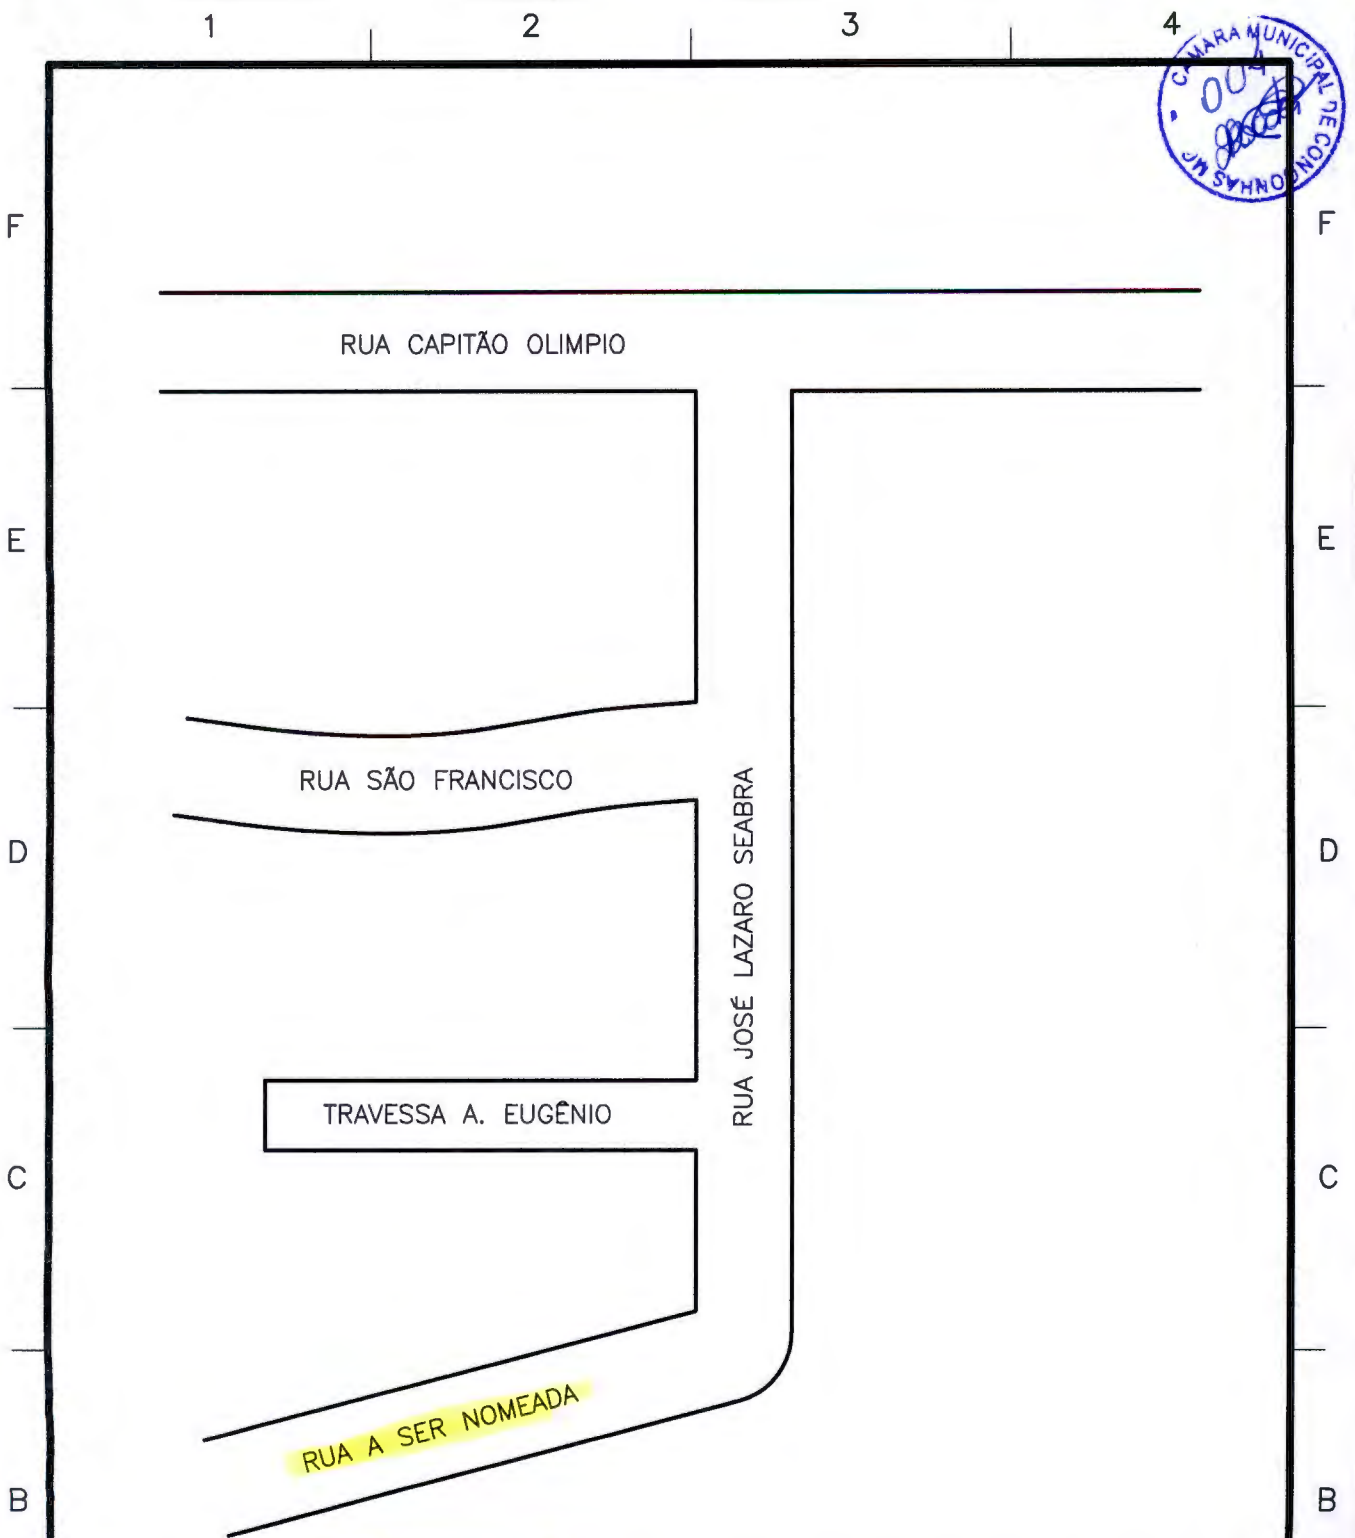 1 2 3 4
CÂMARA MUNICIPAL DE CONGONHAS MG
004
F F
RUA CAPITÃO OLIMPIO
E E
RUA SÃO FRANCISCO
D D
RUA JOSÉ LAZARO SEABRA
TRAVESSA A. EUGÊNIO
C C
RUA A SER NOMEADA
B B